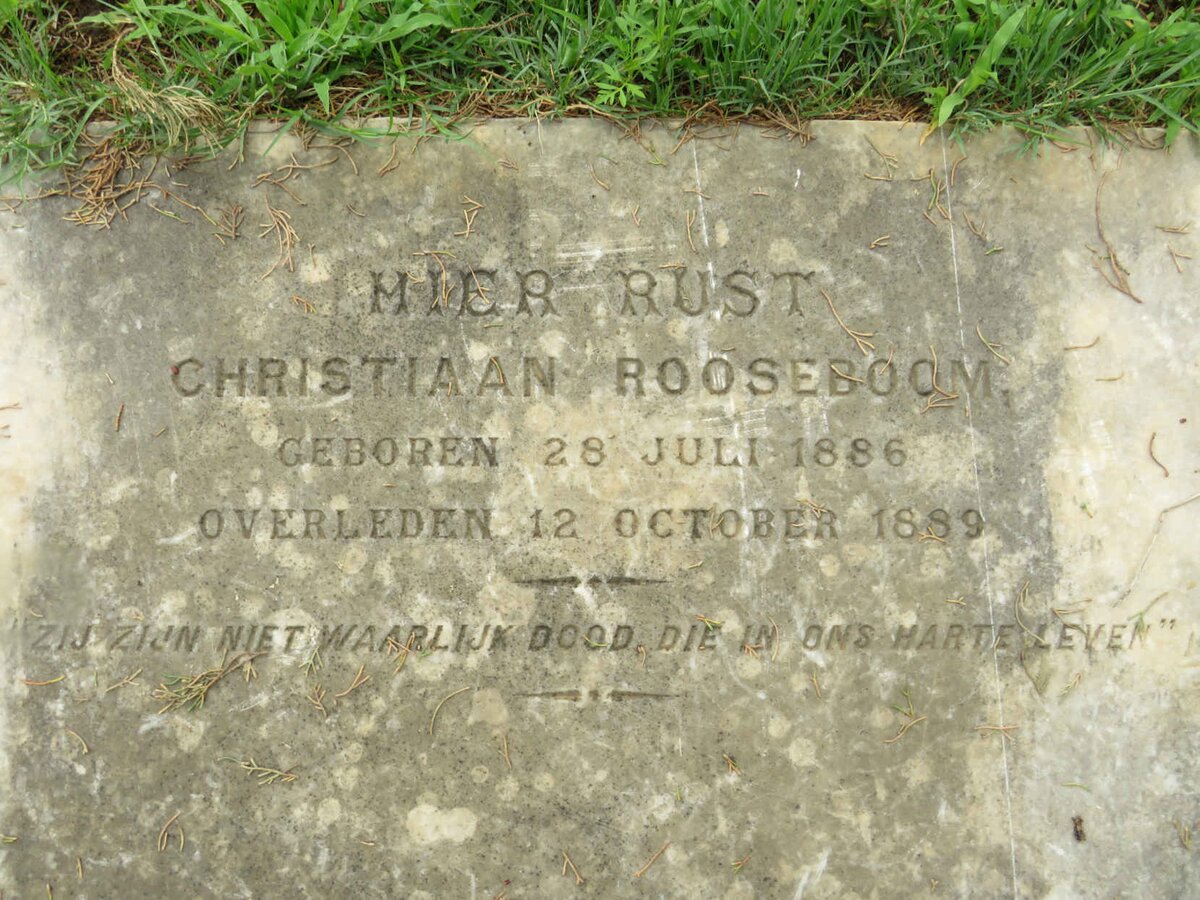 HIER RUST
CHRISTIAAN ROOSEBOOM,
GEBOREN 28 JULI 1886
OVERLEDEN 12 OCTOBER 1889
"ZIJ ZIJN NIET WAARLIJK DOOD, DIE IN ONS HARTE LEVEN"